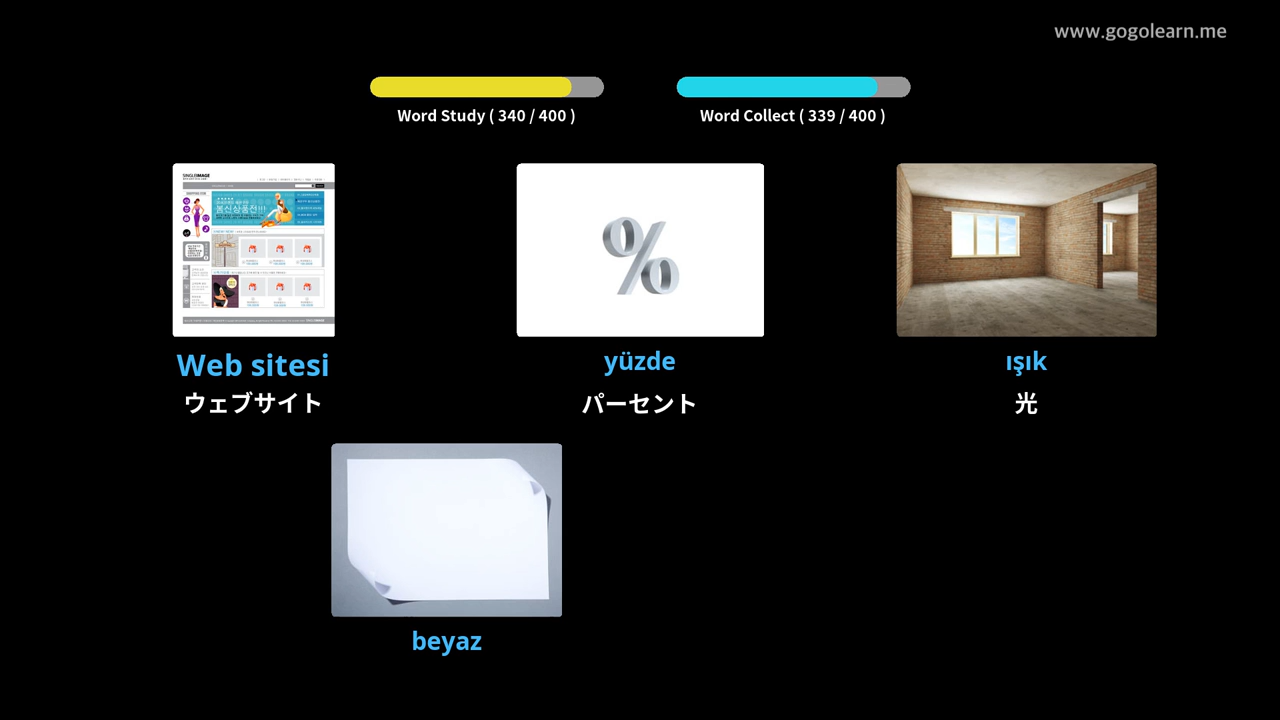 www.gogolearn.me
Word Study ( 340 / 400 )
Word Collect ( 339 / 400 )
Web sitesi
ウェブサイト
yüzde
パーセント
%
ışık
光
beyaz